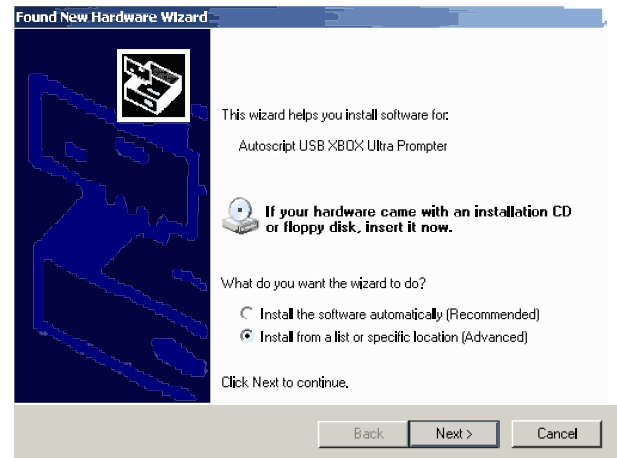 Found New Hardware Wizard
This wizard helps you install software for:
Autoscript USB XBOX Ultra Prompter
If your hardware came with an installation CD
or floppy disk, insert it now.
What do you want the wizard to do?
Install the software automatically (Recommended)
Install from a list or specific location (Advanced)
Click Next to continue.
Back Next > Cancel